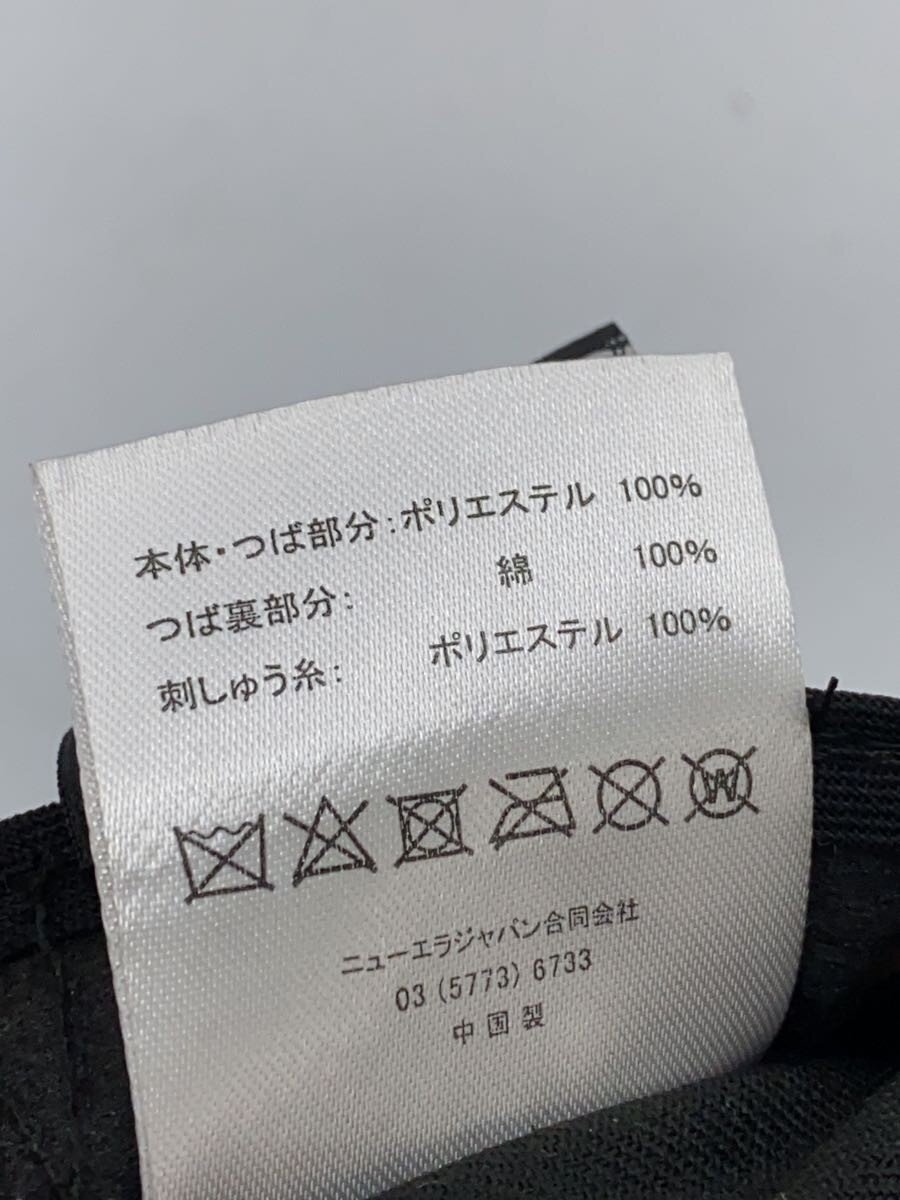 本体・つば部分:ポリエステル 100%
つば裏部分: 綿 100%
刺しゅう糸: ポリエステル 100%
W
ニューエラジャパン合同会社
03 (5773) 6733
中国製